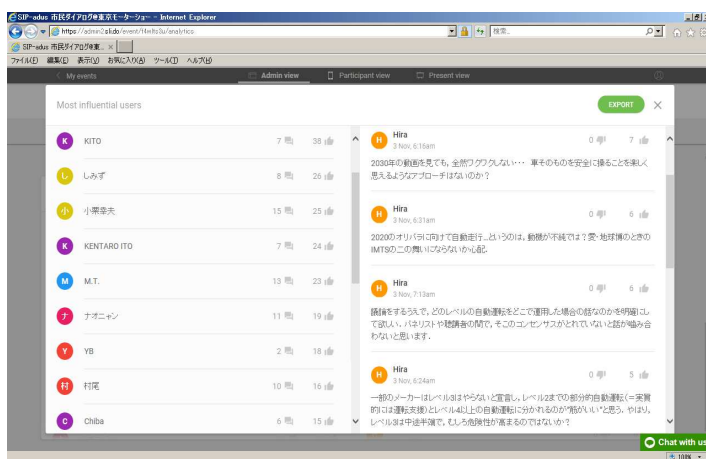 SIP-adus 市民ダイアログ@東京モーターショー - Internet Explorer
https://admin2.sli.do/event/f4elts3u/analytics
検索...
SIP-adus 市民ダイアログ@東...
ファイル(F) 編集(E) 表示(V) お気に入り(A) ツール(T) ヘルプ(H)
My events Admin view Participant view Present view
Most influential users EXPORT
K KITO 7 38
し しみず 8 26
小 小栗幸夫 15 25
K KENTARO ITO 7 24
M M.T. 13 23
ナ ナオニャン 11 19
Y YB 2 18
村 村尾 10 16
C Chiba 6 15
H Hira 0 7
3 Nov, 6:16am
2030年の動画を見ても、全然ワクワクしない・・・ 車そのものを安全に操ることを楽しく
思えるようなアプローチはないのか？
H Hira 0 6
3 Nov, 6:31am
2020のオリパラに向けて自動走行...というのは、動機が不純では？愛・地球博のときの
IMTSの二の舞いにならないか心配.
H Hira 0 6
3 Nov, 7:13am
議論をするうえで、どのレベルの自動運転をどこで運用した場合の話なのかを明確にし
て欲しい。パネリストや聴講者の間で、そこのコンセンサスがとれていないと話が噛み合
わないと思います.
H Hira 0 5
3 Nov, 6:24am
一部のメーカーはレベル3はやらないと宣言し、レベル2までの部分的自動運転(＝実質
的には運転支援)とレベル4以上の自動運転に分かれるのが"筋がいい"と思う。やはり、
レベル3は中途半端で、むしろ危険性が高まるのではないか？
Chat with us
100%